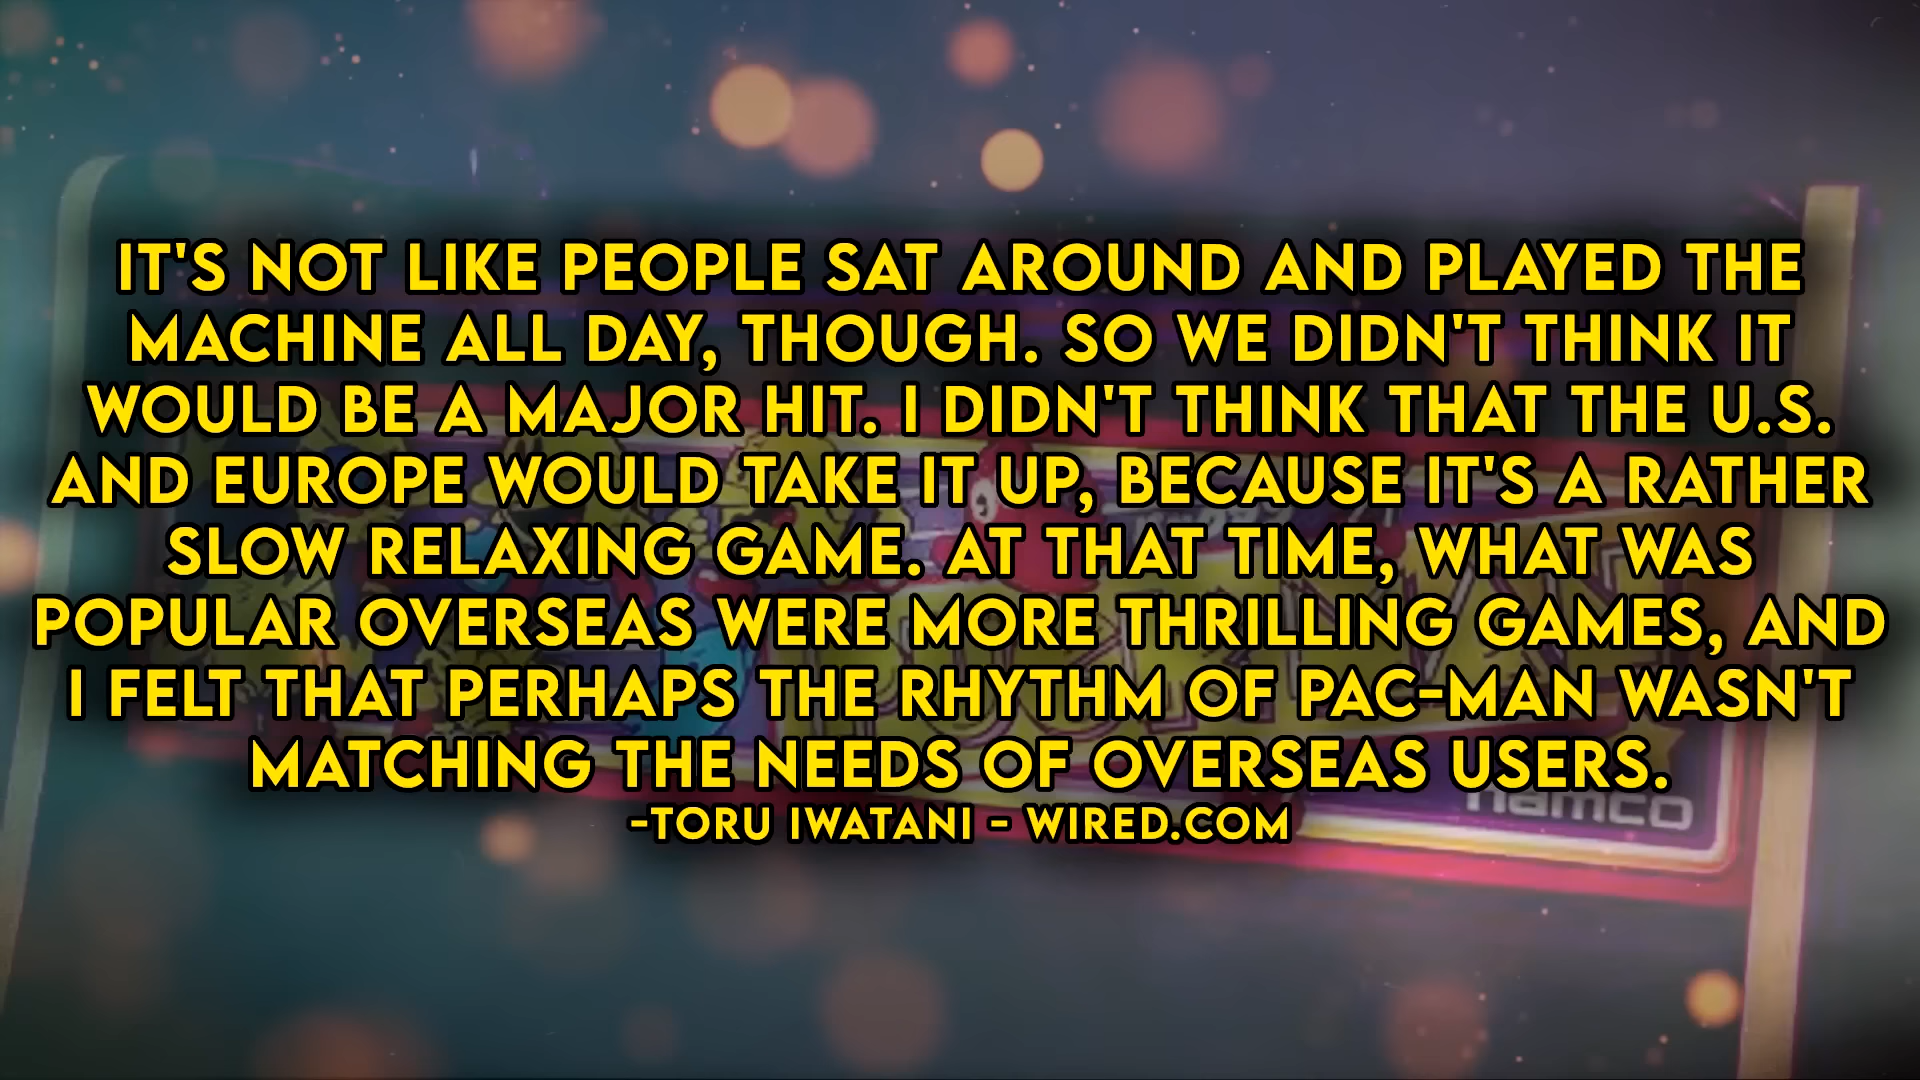 IT'S NOT LIKE PEOPLE SAT AROUND AND PLAYED THE
MACHINE ALL DAY, THOUGH. SO WE DIDN'T THINK IT
WOULD BE A MAJOR HIT. I DIDN'T THINK THAT THE U.S.
AND EUROPE WOULD TAKE IT UP, BECAUSE IT'S A RATHER
SLOW RELAXING GAME. AT THAT TIME, WHAT WAS
POPULAR OVERSEAS WERE MORE THRILLING GAMES, AND
I FELT THAT PERHAPS THE RHYTHM OF PAC-MAN WASN'T
MATCHING THE NEEDS OF OVERSEAS USERS.
namco
-TORU IWATANI - WIRED.COM